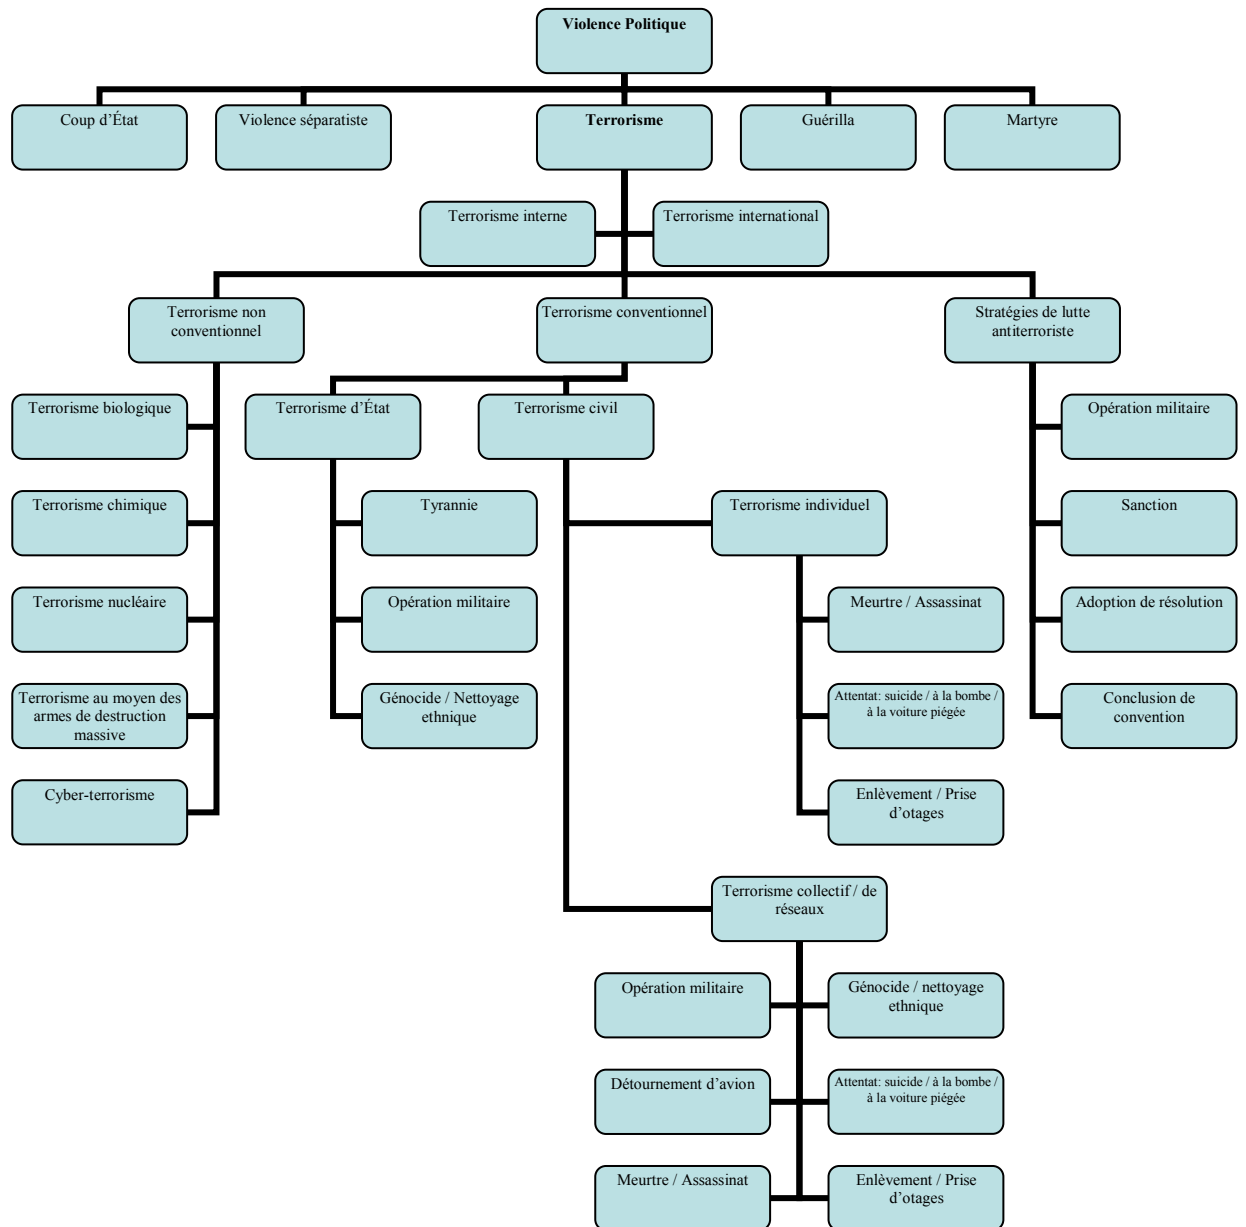 Violence Politique
Coup d’État
Violence séparatiste
Terrorisme
Guérilla
Martyre
Terrorisme interne
Terrorisme international
Terrorisme non
conventionnel
Terrorisme conventionnel
Stratégies de lutte
antiterroriste
Terrorisme biologique
Terrorisme d’État
Terrorisme civil
Opération militaire
Terrorisme chimique
Tyrannie
Terrorisme individuel
Sanction
Terrorisme nucléaire
Opération militaire
Meurtre / Assassinat
Adoption de résolution
Terrorisme au moyen des
armes de destruction
massive
Génocide / Nettoyage
ethnique
Attentat: suicide / à la bombe /
à la voiture piégée
Conclusion de
convention
Cyber-terrorisme
Enlèvement / Prise
d’otages
Terrorisme collectif / de
réseaux
Opération militaire
Génocide / nettoyage
ethnique
Détournement d’avion
Attentat: suicide / à la bombe /
à la voiture piégée
Meurtre / Assassinat
Enlèvement / Prise
d’otages